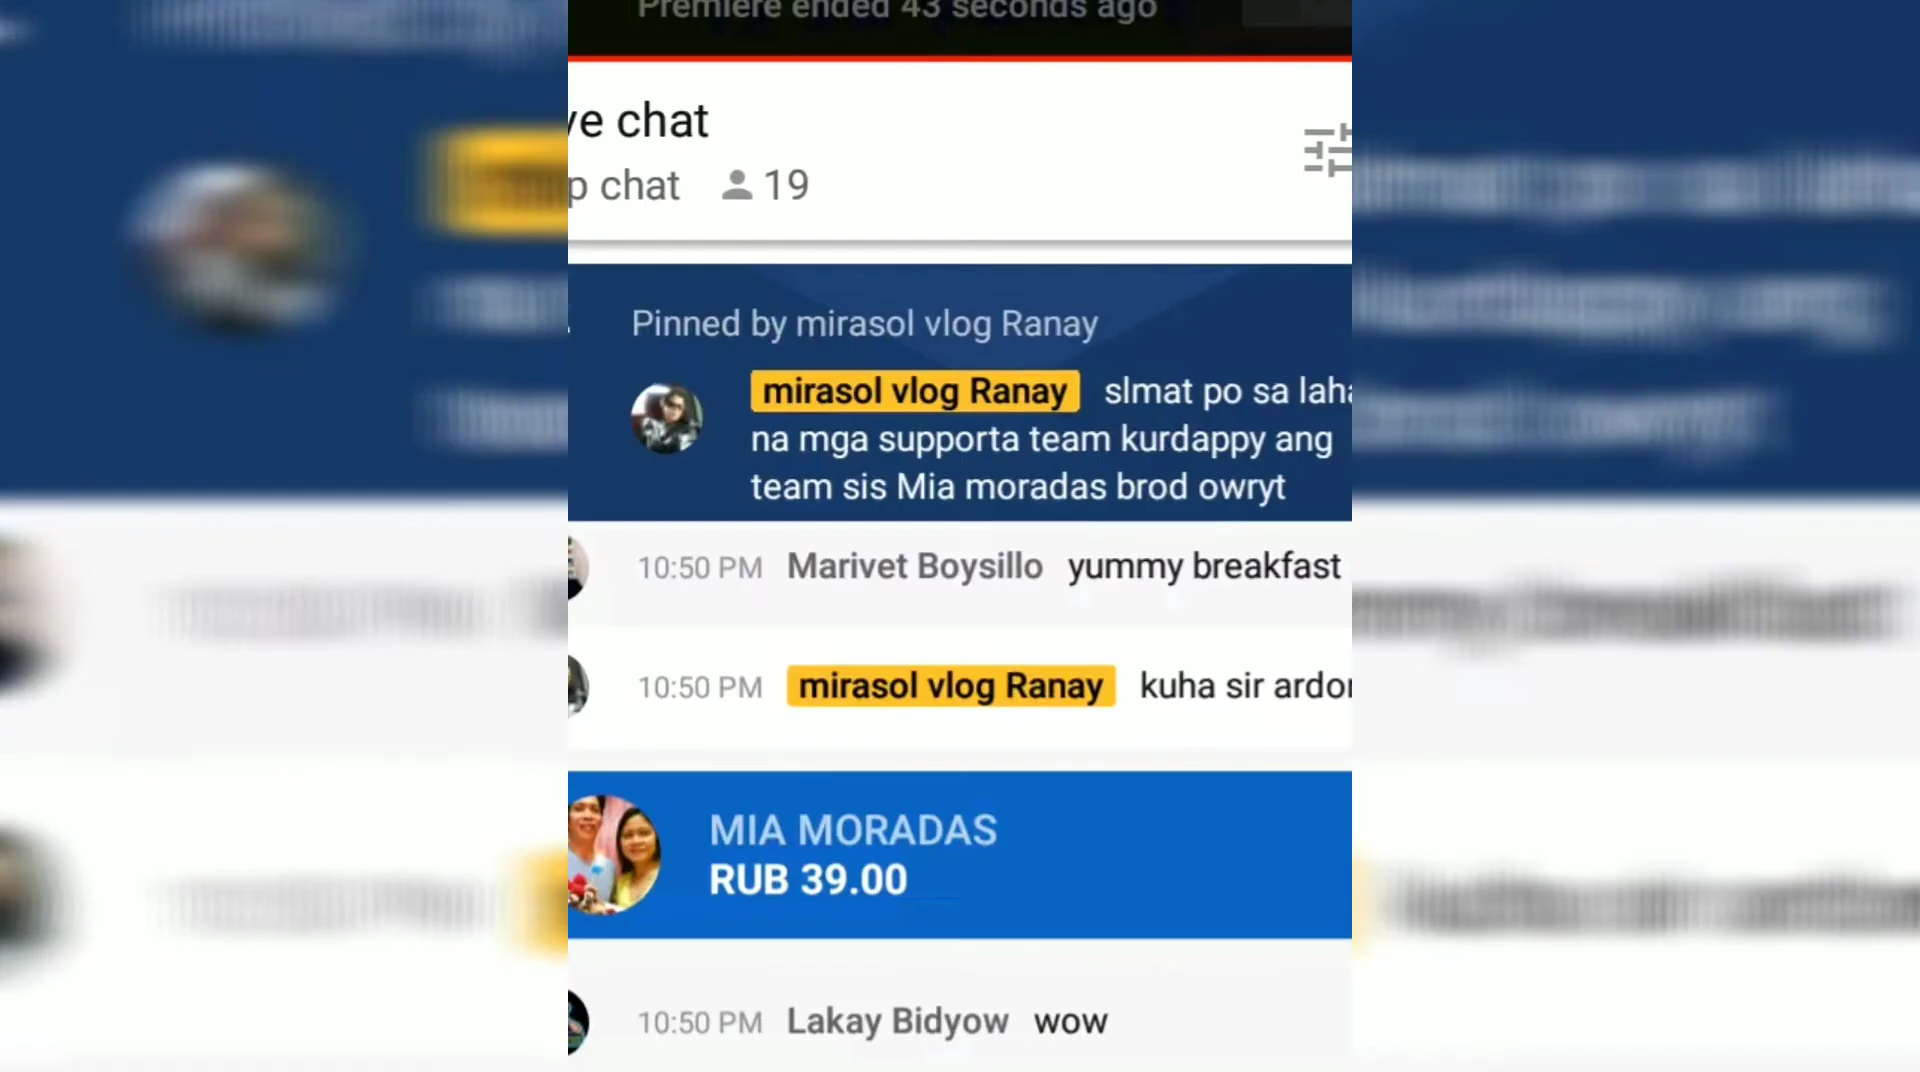 Premiere ended 43 seconds ago
ve chat
p chat 19
Pinned by mirasol vlog Ranay
mirasol vlog Ranay slmat po sa laha
na mga supporta team kurdappy ang
team sis Mia moradas brod owryt
10:50 PM Marivet Boysillo yummy breakfast
10:50 PM mirasol vlog Ranay kuha sir ardon
MIA MORADAS
RUB 39.00
10:50 PM Lakay Bidyow wow